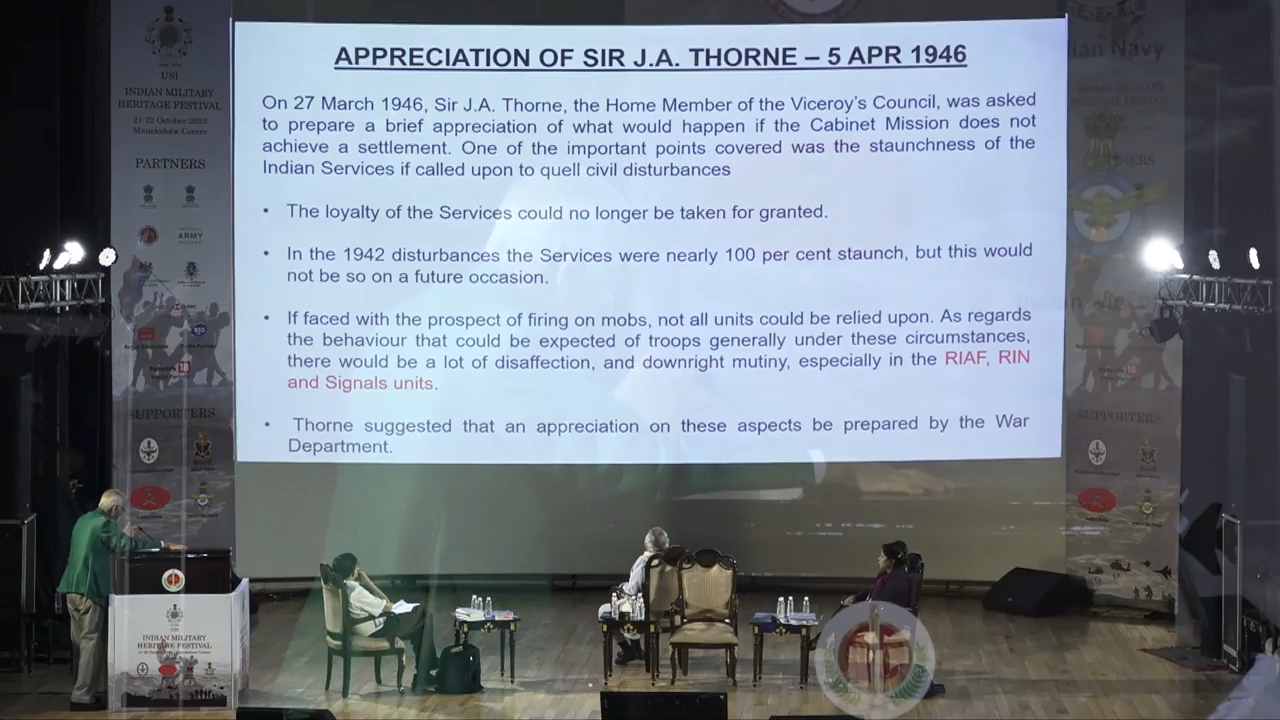 APPRECIATION OF SIR J.A. THORNE – 5 APR 1946
On 27 March 1946, Sir J.A. Thorne, the Home Member of the Viceroy's Council, was asked
to prepare a brief appreciation of what would happen if the Cabinet Mission does not
achieve a settlement. One of the important points covered was the staunchness of the
Indian Services if called upon to quell civil disturbances
• The loyalty of the Services could no longer be taken for granted.
• In the 1942 disturbances the Services were nearly 100 per cent staunch, but this would
not be so on a future occasion.
• If faced with the prospect of firing on mobs, not all units could be relied upon. As regards
the behaviour that could be expected of troops generally under these circumstances,
there would be a lot of disaffection, and downright mutiny, especially in the RIAF, RIN
and Signals units.
• Thorne suggested that an appreciation on these aspects be prepared by the War
Department.
USI
INDIAN MILITARY
HERITAGE FESTIVAL
21-22 October 2023
Manekshaw Centre
PARTNERS
ARMY
18
SUPPORTERS
Indian Navy
SUPPORTERS
USI
INDIAN MILITARY
HERITAGE FESTIVAL